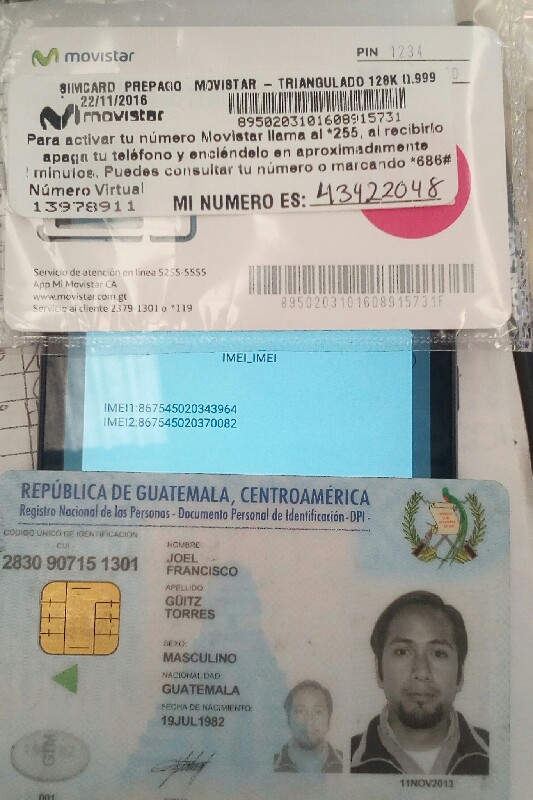 movistar
PIN 1234
SIMCARD PREPAGO MOVISTAR - TRIANGULADO 128K 0.999
22/11/2016
movistar
8950203101608915731
Para activar tu número Movistar llama al *255, al recibirlo
apaga tu teléfono y enciéndelo en aproximadamente
minutos. Puedes consultar tu número o marcando *686#
Número Virtual
13978911
MI NUMERO ES: 43422048
Servicio de atención en línea 5255-5555
App Mi Movistar CA
www.movistar.com.gt
Servicio al cliente 2379-1301 o *119
8950203101608915731F
IMEI_IMEI
IMEI1:867545020343964
IMEI2:867545020370082
REPÚBLICA DE GUATEMALA, CENTROAMÉRICA
Registro Nacional de las Personas - Documento Personal de Identificación -DPI -
CÓDIGO ÚNICO DE IDENTIFICACIÓN
CUI
2830 90715 1301
NOMBRE:
JOEL
FRANCISCO
APELLIDO
GÜITZ
TORRES
SEXO:
MASCULINO
NACIONALIDAD:
GUATEMALA
FECHA DE NACIMIENTO:
19JUL1982
GTM
11NOV2013
001